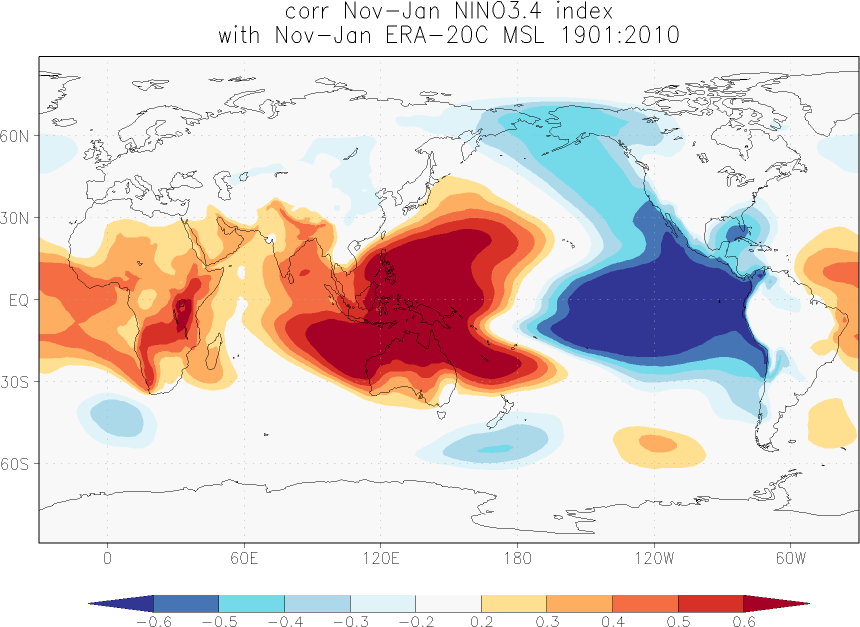 corr Nov-Jan NINO3.4 index
with Nov-Jan ERA-20C MSL 1901:2010
60N
30N
EQ
30S
60S
0 60E 120E 180 120W 60W
-0.6 -0.5 -0.4 -0.3 -0.2 0.2 0.3 0.4 0.5 0.6